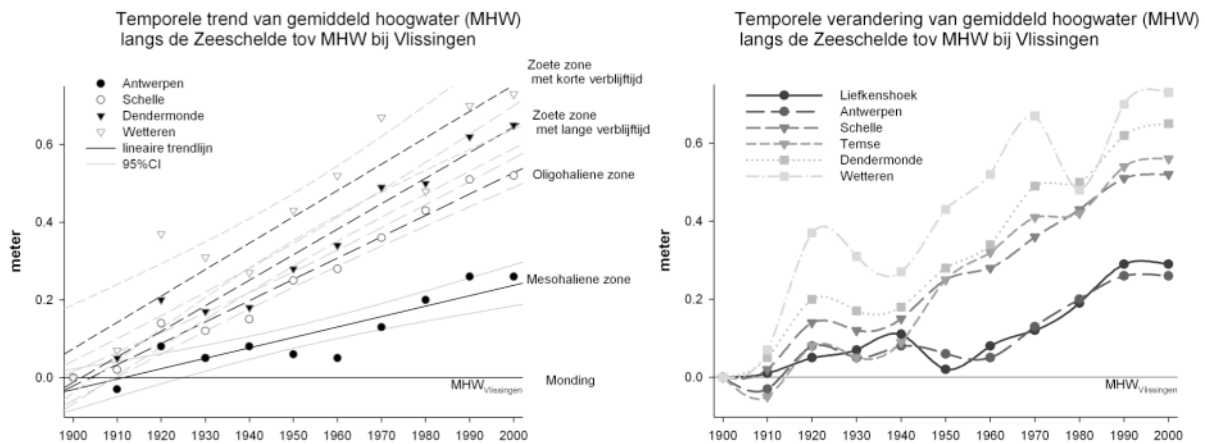 Temporele trend van gemiddeld hoogwater (MHW)
langs de Zeeschelde tov MHW bij Vlissingen
Antwerpen
Schelle
Dendermonde
Wetteren
lineaire trendlijn
95%CI
Zoete zone
met korte verblijftijd
Zoete zone
met lange verblijftijd
Oligohaliene zone
Mesohaliene zone
Monding
MHWVlissingen
meter
0.6
0.4
0.2
0.0
1900 1910 1920 1930 1940 1950 1960 1970 1980 1990 2000
Temporele verandering van gemiddeld hoogwater (MHW)
langs de Zeeschelde tov MHW bij Vlissingen
Liefkenshoek
Antwerpen
Schelle
Temse
Dendermonde
Wetteren
meter
0.6
0.4
0.2
0.0
MHWVlissingen
1900 1910 1920 1930 1940 1950 1960 1970 1980 1990 2000